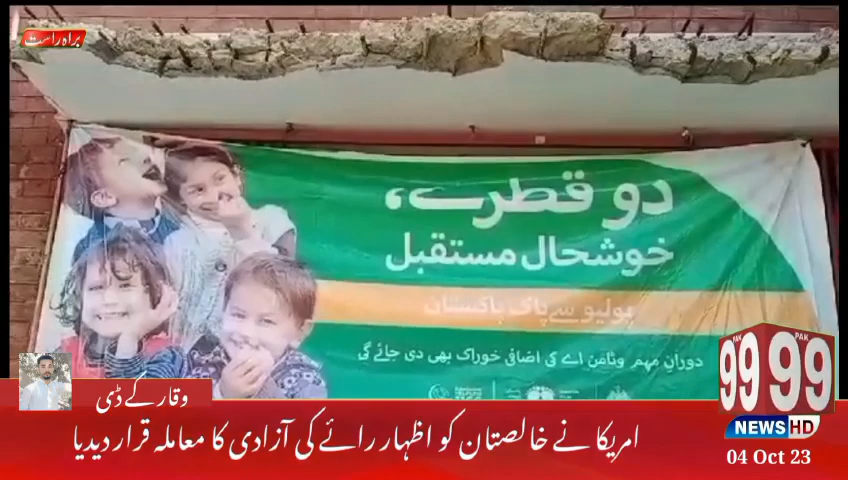 براہ راست
دو قطرے،
خوشحال مستقبل
پولیو سے پاک پاکستان
دورانِ مہم وٹامن اے کی اضافی خوراک بھی دی جائے گی
PAK
PAK
99 99
وقار کے ڈی
امریکا نے خالصتان کو اظہار رائے کی آزادی کا معاملہ قرار دیدیا
NEWS HD
04 Oct 23